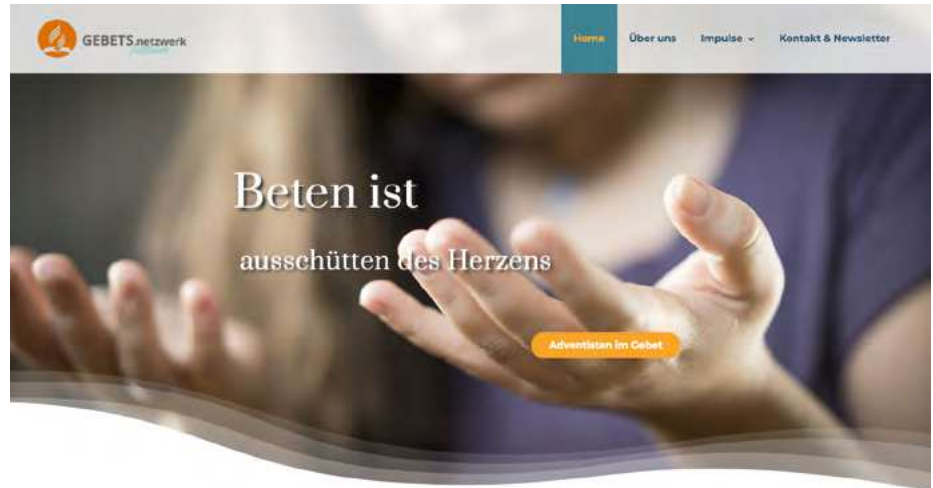 GEBETS.netzwerk
Home
Über uns
Impulse
Kontakt & Newsletter
Beten ist
ausschütten des Herzens
Adventisten im Gebet